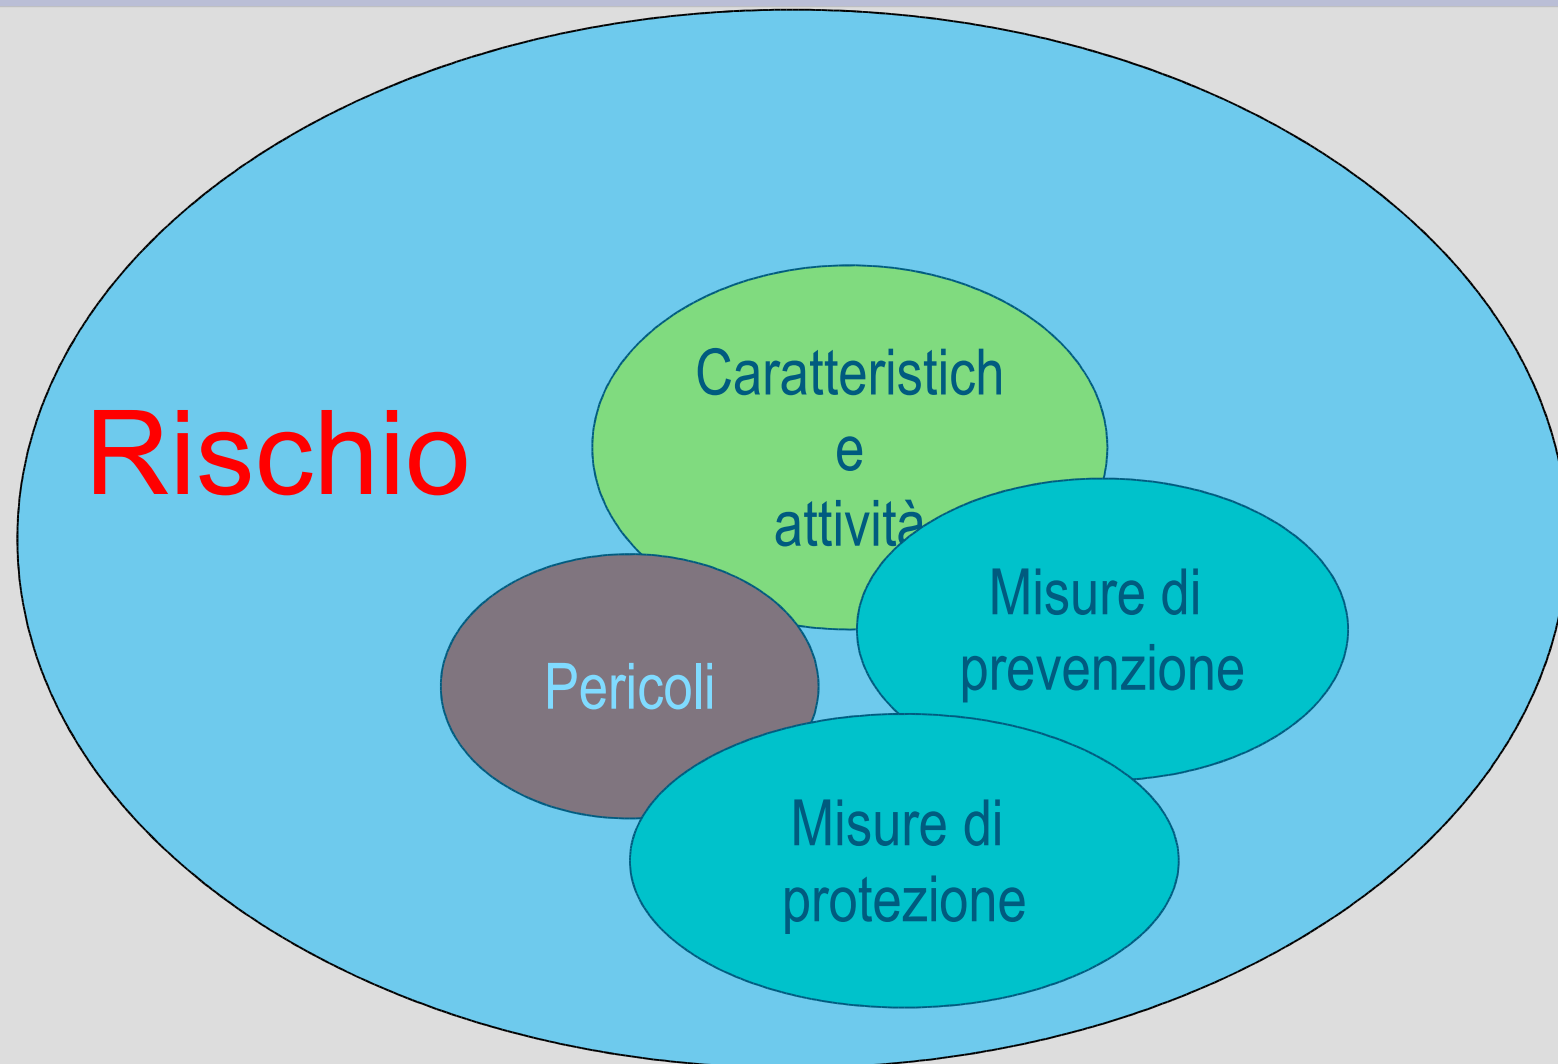 Caratteristich
e
attività
Rischio
Misure di
prevenzione
Pericoli
Misure di
protezione